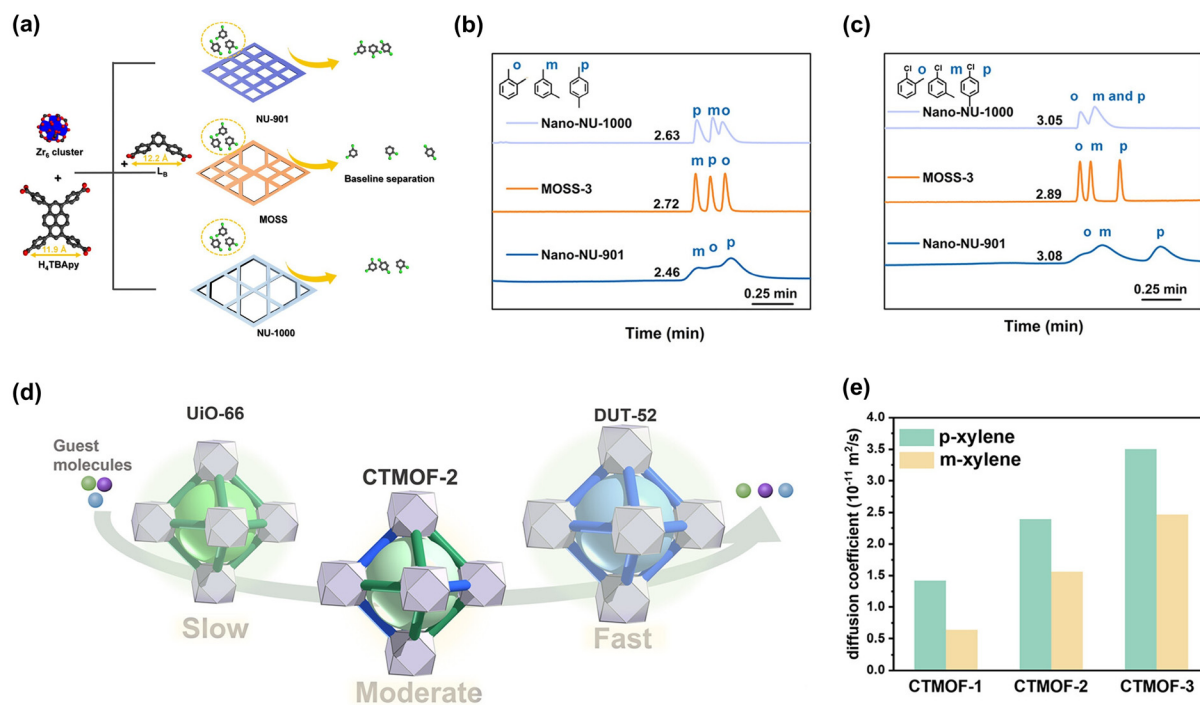 (a)
Zr6 cluster
+
H4TBApy
11.9 Å
+
12.2 Å
LB
NU-901
MOSS
Baseline separation
NU-1000
(b)
o
m
p
Nano-NU-1000
2.63
p m o
MOSS-3
2.72
m p o
Nano-NU-901
2.46
m o p
0.25 min
Time (min)
(c)
Cl
o
Cl
m
Cl
p
Nano-NU-1000
3.05
o m and p
MOSS-3
2.89
o m p
Nano-NU-901
3.08
o m p
0.25 min
Time (min)
(d)
UiO-66
Guest
molecules
Slow
CTMOF-2
Moderate
DUT-52
Fast
(e)
diffusion coefficient (10⁻¹¹ m²/s)
4.0
3.5
3.0
2.5
2.0
1.5
1.0
0.5
0.0
p-xylene
m-xylene
CTMOF-1 CTMOF-2 CTMOF-3